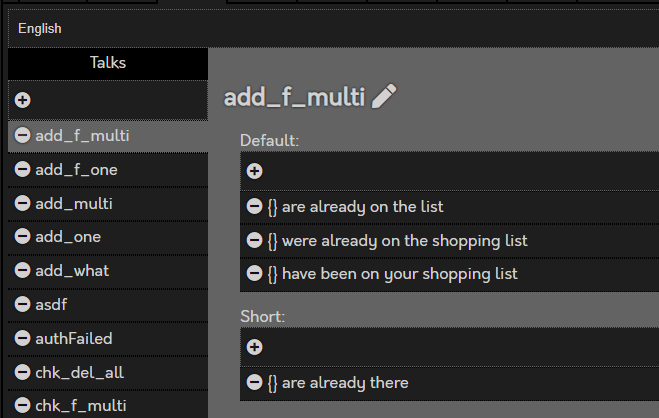 English
Talks
add_f_multi
add_f_one
add_multi
add_one
add_what
asdf
authFailed
chk_del_all
chk_f_multi
add_f_multi
Default:
{} are already on the list
{} were already on the shopping list
{} have been on your shopping list
Short:
{} are already there